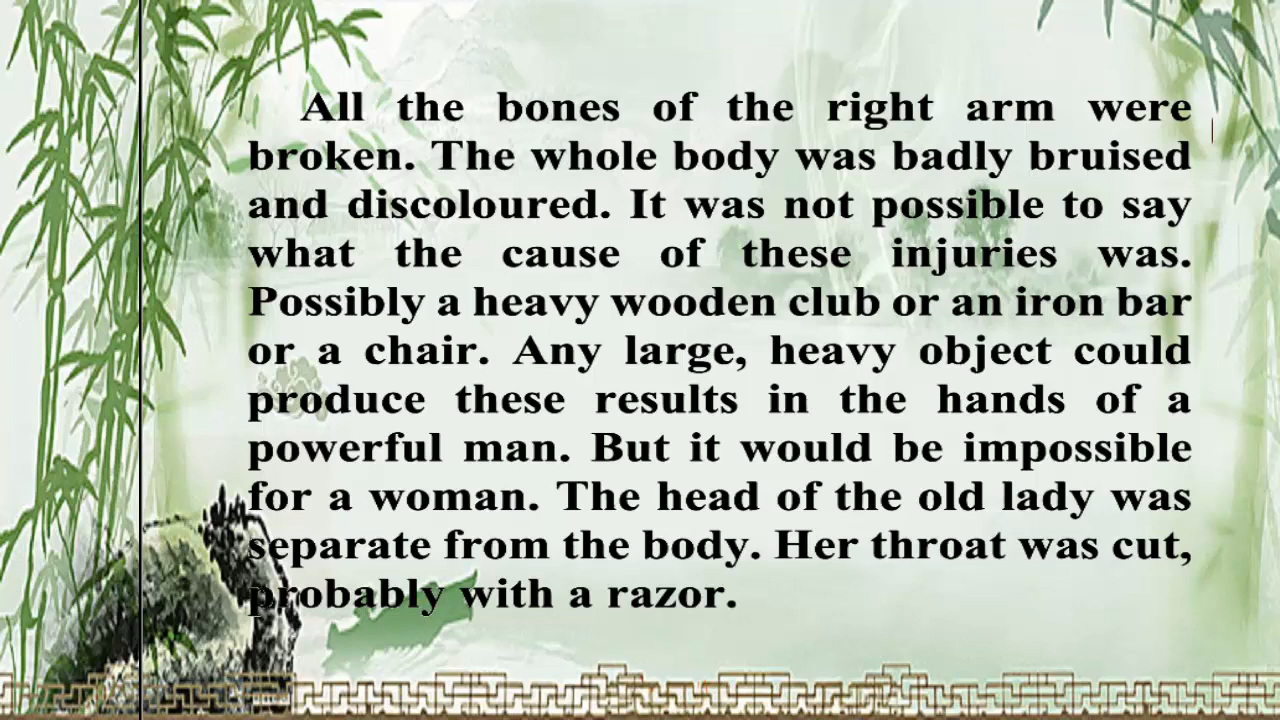 All the bones of the right arm were
broken. The whole body was badly bruised
and discoloured. It was not possible to say
what the cause of these injuries was.
Possibly a heavy wooden club or an iron bar
or a chair. Any large, heavy object could
produce these results in the hands of a
powerful man. But it would be impossible
for a woman. The head of the old lady was
separate from the body. Her throat was cut,
probably with a razor.